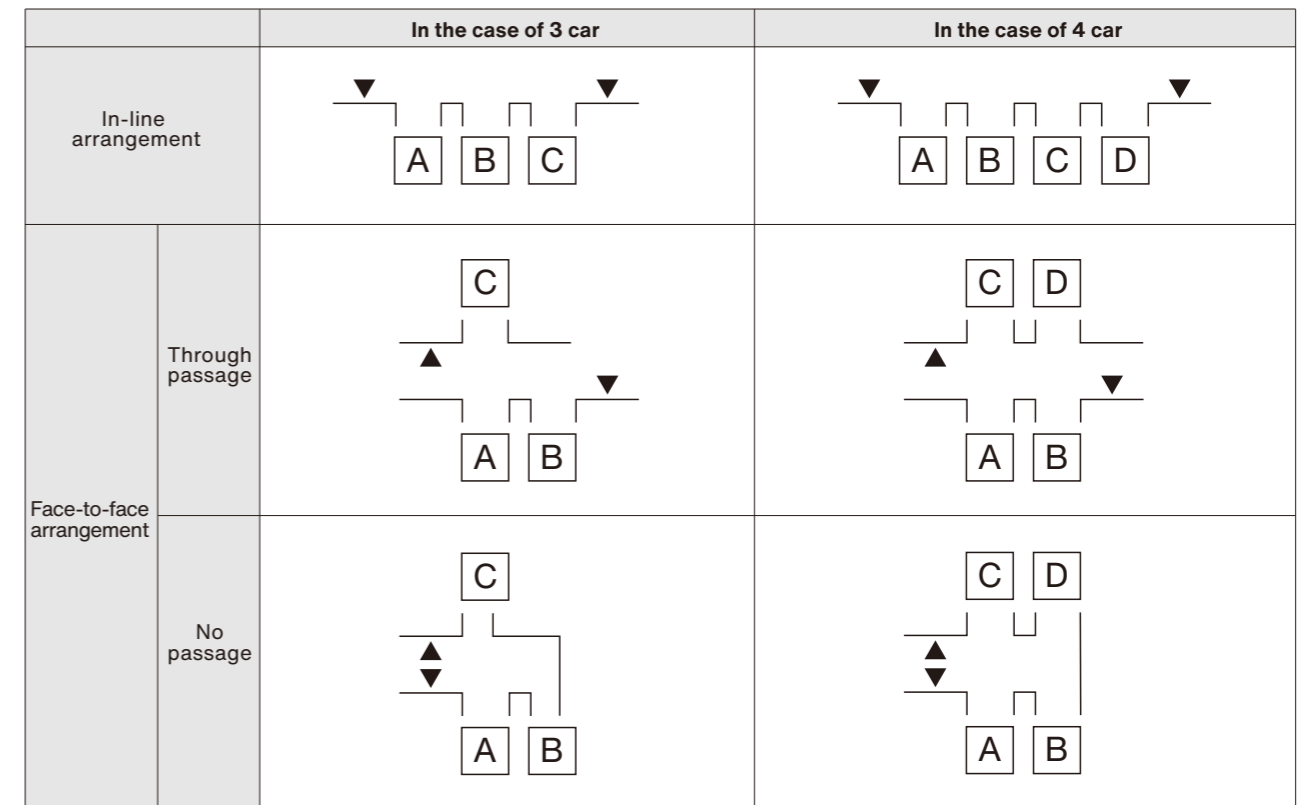 In the case of 3 car
In the case of 4 car
In-line
arrangement
A B C
A B C D
Face-to-face
arrangement
Through
passage
C
A B
C D
A B
No
passage
C
A B
C D
A B